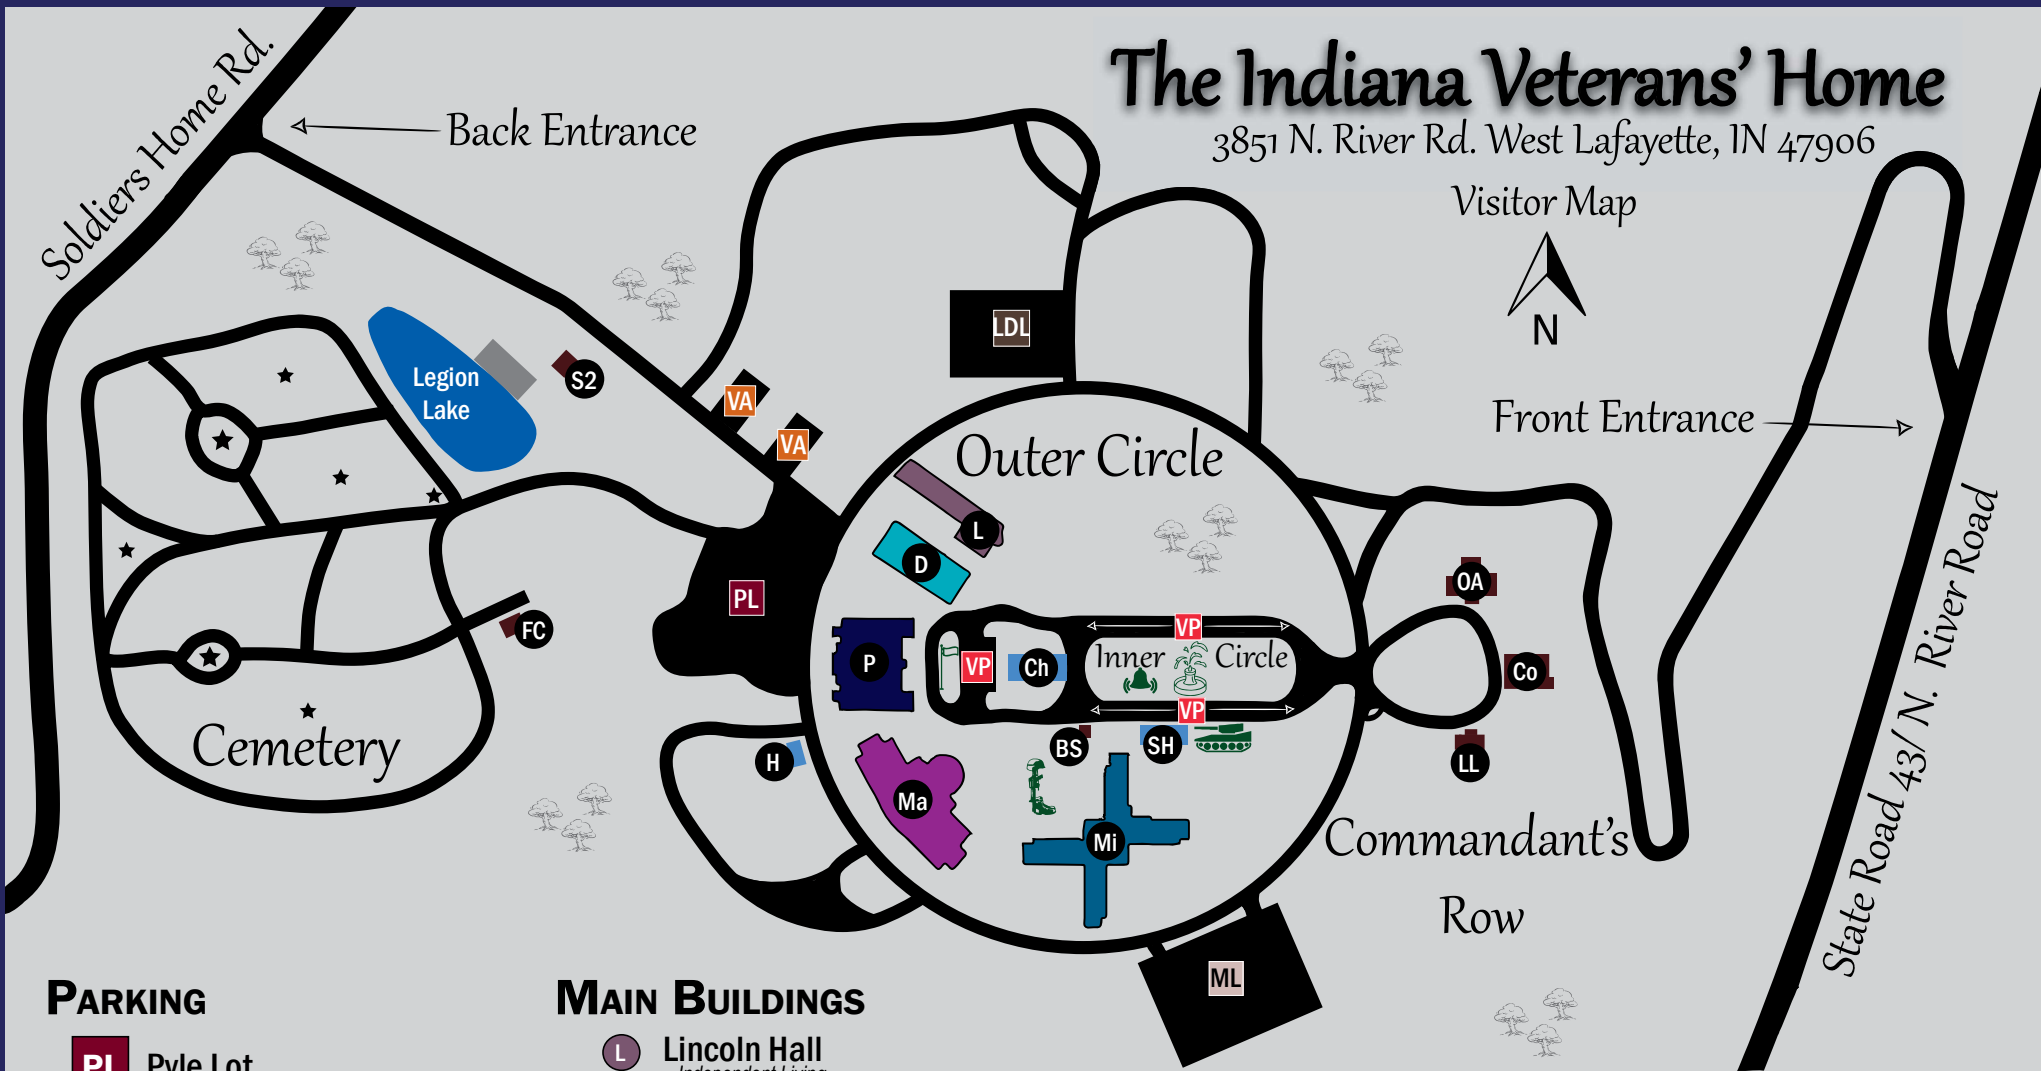 The Indiana Veterans' Home
3851 N. River Rd. West Lafayette, IN 47906
Visitor Map
N
Soldiers Home Rd.
Back Entrance
Front Entrance
State Road 43/ N. River Road
Legion
Lake
S2
VA
VA
LDL
Outer Circle
L
D
PL
P
VP
Ch
VP
Inner Circle
VP
OA
Co
LL
FC
Cemetery
H
BS
SH
Ma
Mi
Commandant's
Row
ML
PARKING
PL Pyle Lot
MAIN BUILDINGS
L Lincoln Hall
Independent Living